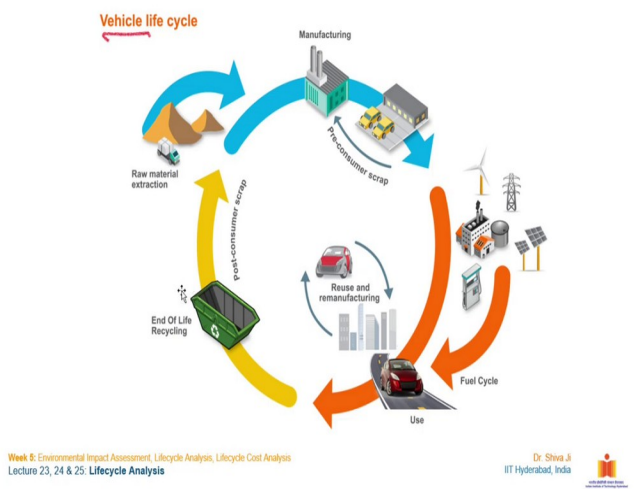 Vehicle life cycle
Manufacturing
Pre-consumer scrap
Raw material
extraction
Post-consumer scrap
Reuse and
remanufacturing
End Of Life
Recycling
Fuel Cycle
Use
Week 5: Environmental Impact Assessment, Lifecycle Analysis, Lifecycle Cost Analysis
Lecture 23, 24 & 25: Lifecycle Analysis
Dr. Shiva Ji
IIT Hyderabad, India